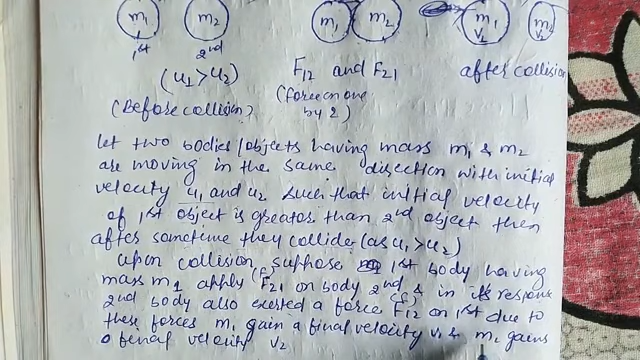 m1 m2 m1 m2 m1 m2
V2 V2
1st 2nd
(u1 > u2) F12 and F21 after collision
(Before collision) (force on one by 2)
let two bodies/objects having mass m1 & m2
are moving in the same disection with initial
velocity u1 and u2 such that initial velocity
of 1st object is greater than 2nd object then
after sometime they collide (as u1 > u2)
upon collision suppose 1st body having
mass m1 apply (f) F21 on body 2nd & in its response
2nd body also exerted a force (f) F12 on 1st due to
these forces m1 gain a final velocity v1 & m2 gains
a final velocity v2